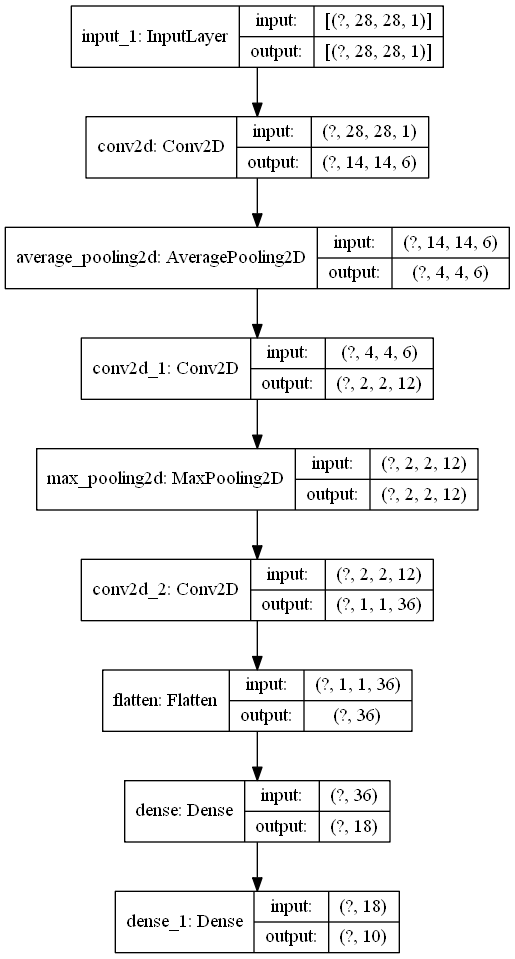 input_1: InputLayer
input: [(?, 28, 28, 1)]
output: [(?, 28, 28, 1)]
conv2d: Conv2D
input: (?, 28, 28, 1)
output: (?, 14, 14, 6)
average_pooling2d: AveragePooling2D
input: (?, 14, 14, 6)
output: (?, 4, 4, 6)
conv2d_1: Conv2D
input: (?, 4, 4, 6)
output: (?, 2, 2, 12)
max_pooling2d: MaxPooling2D
input: (?, 2, 2, 12)
output: (?, 2, 2, 12)
conv2d_2: Conv2D
input: (?, 2, 2, 12)
output: (?, 1, 1, 36)
flatten: Flatten
input: (?, 1, 1, 36)
output: (?, 36)
dense: Dense
input: (?, 36)
output: (?, 18)
dense_1: Dense
input: (?, 18)
output: (?, 10)